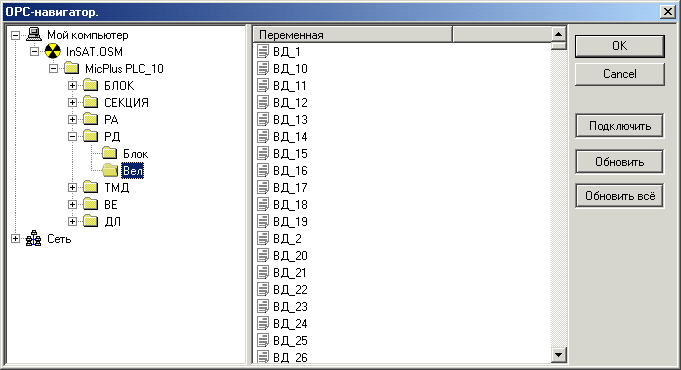 OPC-навигатор.
Мой компьютер
InSAT.OSM
MicPlus PLC_10
БЛОК
СЕКЦИЯ
РА
РД
Блок
Вел
ТМД
ВЕ
ДЛ
Сеть
Переменная
ВД_1
ВД_10
ВД_11
ВД_12
ВД_13
ВД_14
ВД_15
ВД_16
ВД_17
ВД_18
ВД_19
ВД_2
ВД_20
ВД_21
ВД_22
ВД_23
ВД_24
ВД_25
ВД_26
OK
Cancel
Подключить
Обновить
Обновить всё